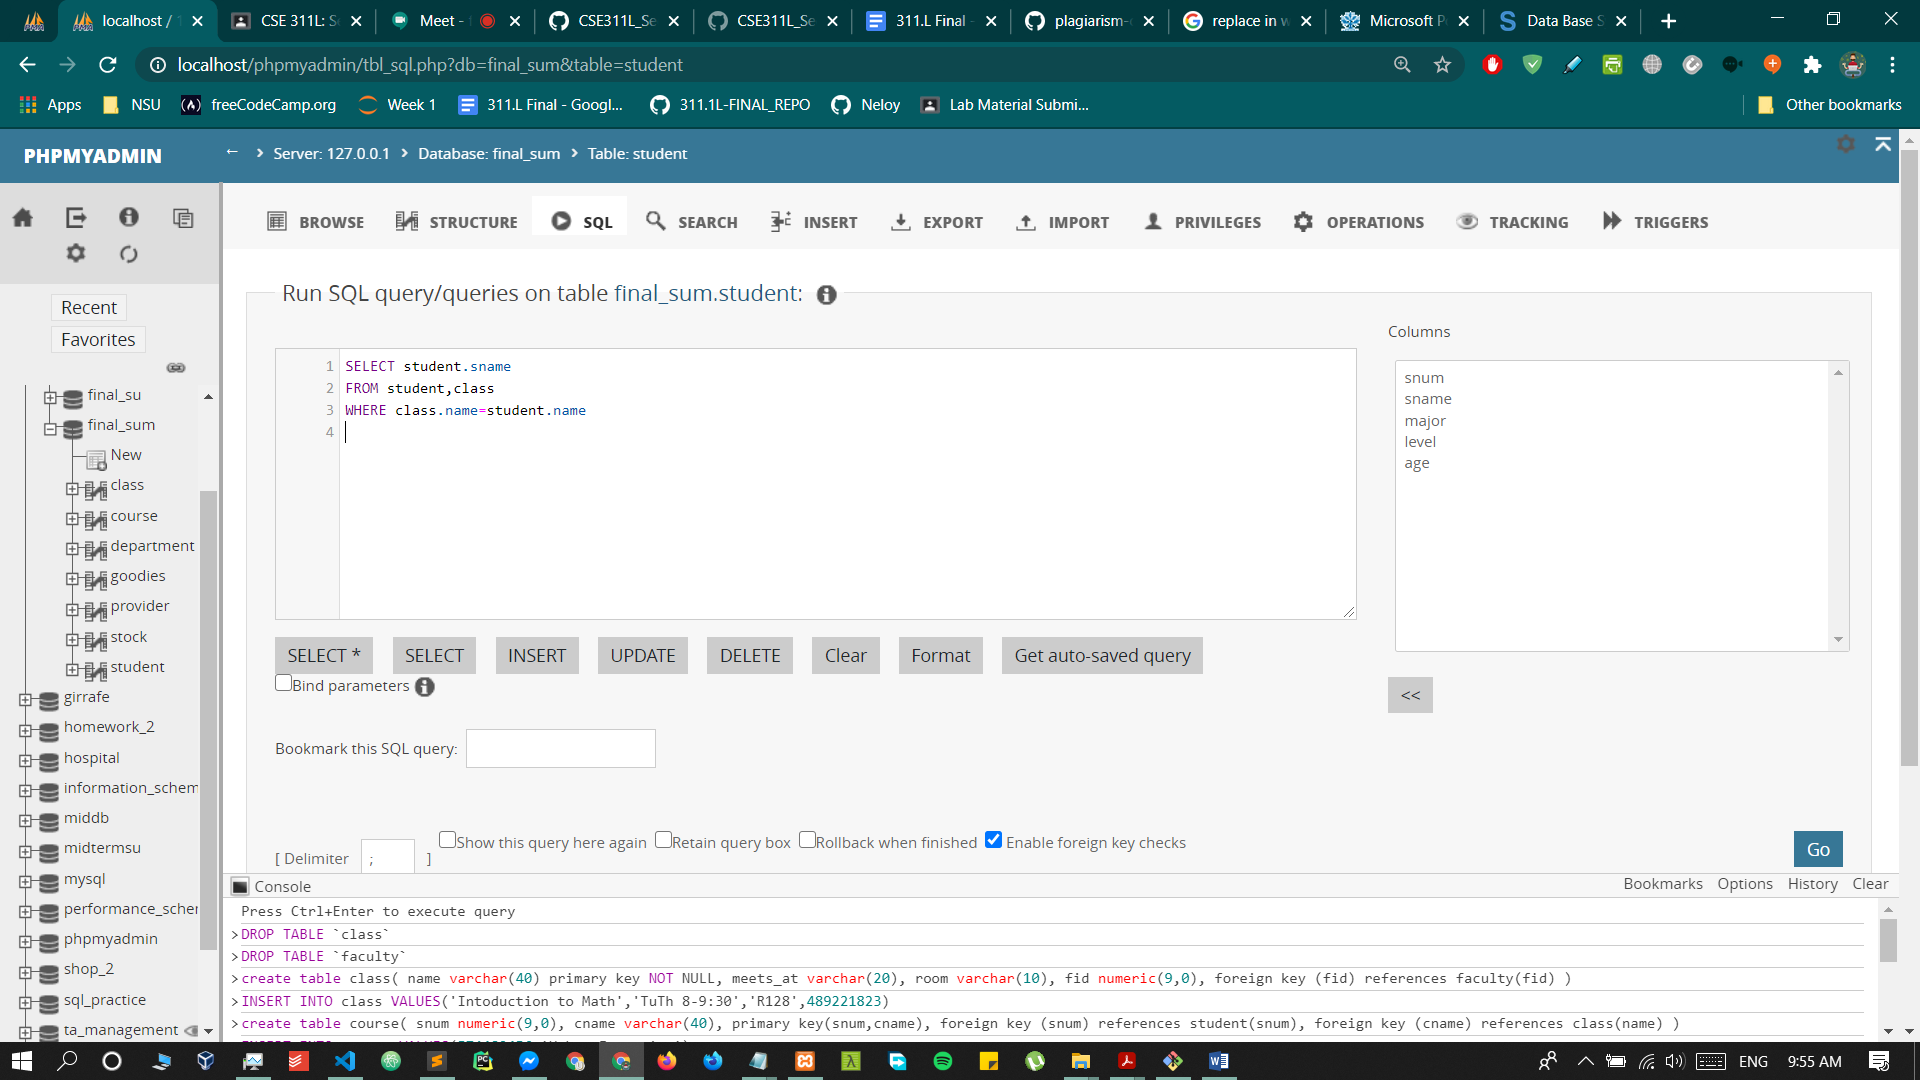 localhost / 1
CSE 311L: Se
Meet -
CSE311L_Se
CSE311L_Se
311.L Final -
plagiarism-
replace in w
Microsoft P
Data Base S
localhost/phpmyadmin/tbl_sql.php?db=final_sum&table=student
Apps
NSU
freeCodeCamp.org
Week 1
311.L Final - Googl...
311.1L-FINAL_REPO
Neloy
Lab Material Submi...
Other bookmarks
PHPMYADMIN
Server: 127.0.0.1
Database: final_sum
Table: student
BROWSE
STRUCTURE
SQL
SEARCH
INSERT
EXPORT
IMPORT
PRIVILEGES
OPERATIONS
TRACKING
TRIGGERS
Recent
Favorites
final_su
final_sum
New
class
course
department
goodies
provider
stock
student
girrafe
homework_2
hospital
information_schem
middb
midtermsu
mysql
performance_scher
phpmyadmin
shop_2
sql_practice
ta_management
Run SQL query/queries on table final_sum.student:
1 SELECT student.sname
2 FROM student,class
3 WHERE class.name=student.name
4
Columns
snum
sname
major
level
age
SELECT *
SELECT
INSERT
UPDATE
DELETE
Clear
Format
Get auto-saved query
<<
Bind parameters
Bookmark this SQL query:
[ Delimiter ; ]
Show this query here again
Retain query box
Rollback when finished
Enable foreign key checks
Go
Console
Bookmarks
Options
History
Clear
Press Ctrl+Enter to execute query
>DROP TABLE `class`
>DROP TABLE `faculty`
>create table class( name varchar(40) primary key NOT NULL, meets_at varchar(20), room varchar(10), fid numeric(9,0), foreign key (fid) references faculty(fid) )
>INSERT INTO class VALUES('Intoduction to Math','TuTh 8-9:30','R128',489221823)
>create table course( snum numeric(9,0), cname varchar(40), primary key(snum,cname), foreign key (snum) references student(snum), foreign key (cname) references class(name) )
ENG
9:55 AM